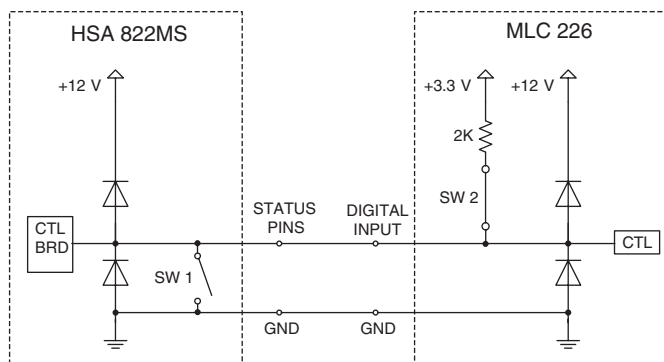 HSA 822MS
MLC 226
+12 V
+3.3 V
+12 V
2K
SW 2
STATUS
PINS
DIGITAL
INPUT
CTL
BRD
CTL
SW 1
GND
GND